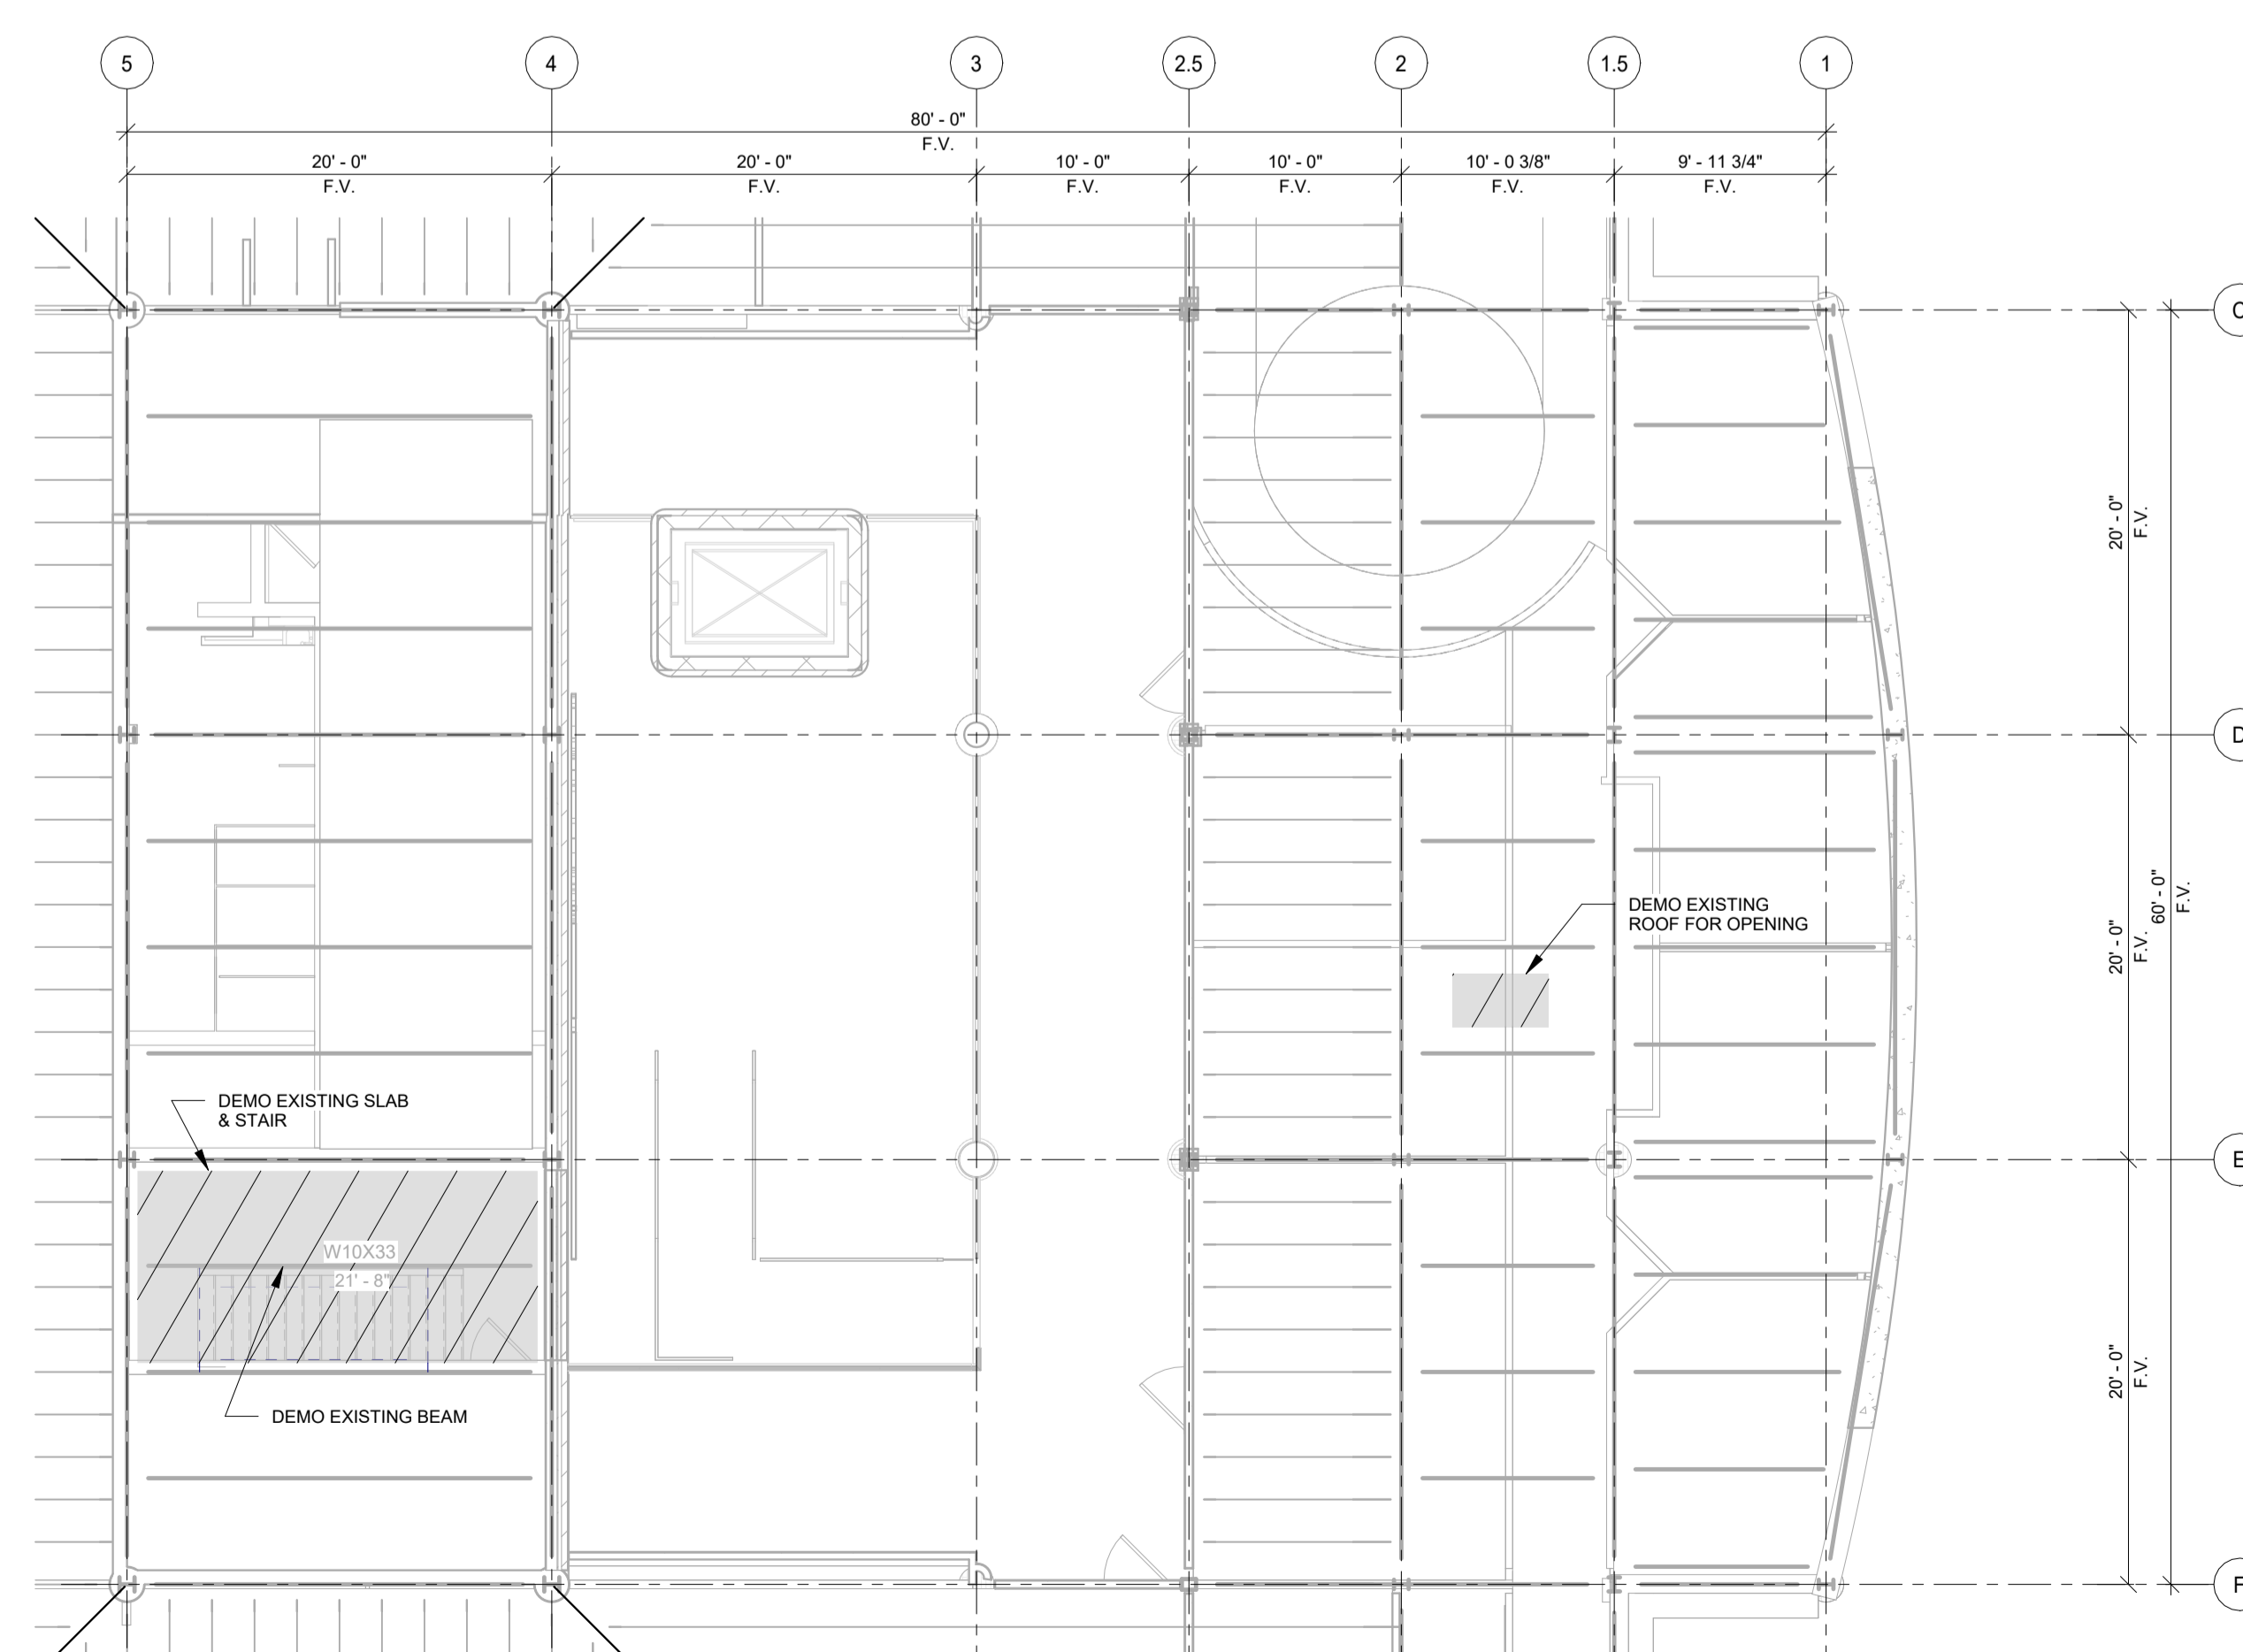 5
4
3
2.5
2
1.5
1
80' - 0"
F.V.
20' - 0"
F.V.
20' - 0"
F.V.
10' - 0"
F.V.
10' - 0"
F.V.
10' - 0 3/8"
F.V.
9' - 11 3/4"
F.V.
C
20' - 0"
F.V.
D
DEMO EXISTING
ROOF FOR OPENING
20' - 0"
F.V.
60' - 0"
F.V.
DEMO EXISTING SLAB
& STAIR
E
W10X33
21' - 8"
20' - 0"
F.V.
DEMO EXISTING BEAM
F